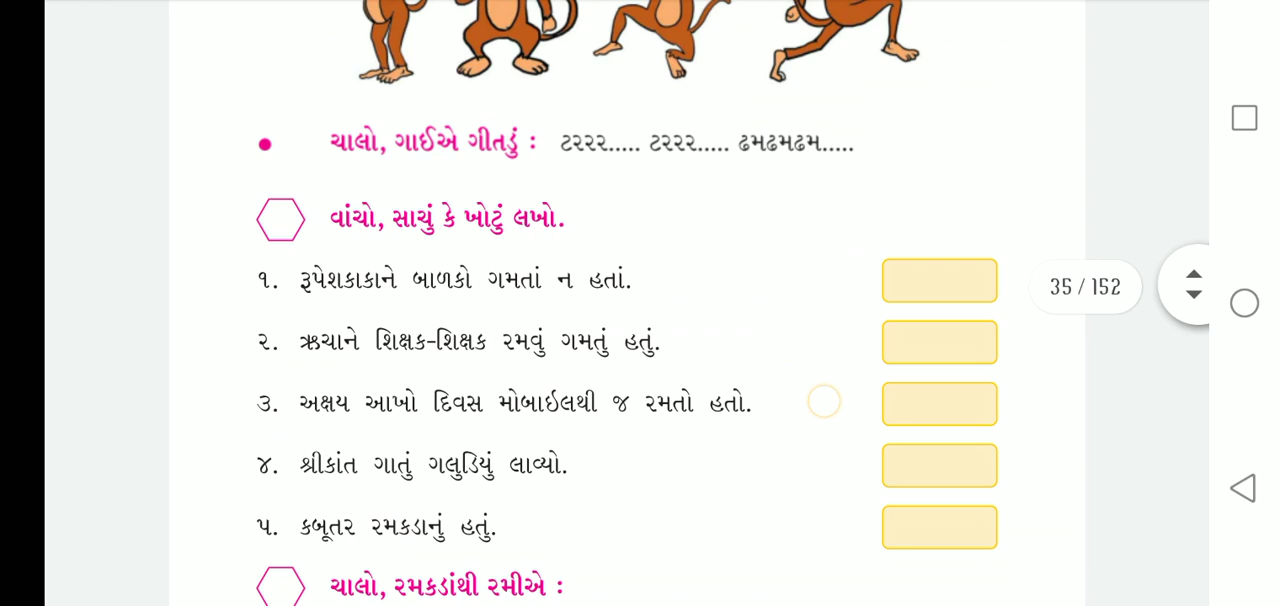 ચાલો, ગાઈએ ગીતડું : ટરરર..... ટરરર..... ઢમઢમઢમ.....
વાંચો, સાચું કે ખોટું લખો.
૧. રૂપેશકાકાને બાળકો ગમતાં ન હતાં.
35 / 152
૨. ઋચાને શિક્ષક-શિક્ષક રમવું ગમતું હતું.
૩. અક્ષય આખો દિવસ મોબાઇલથી જ રમતો હતો.
૪. શ્રીકાંત ગાતું ગલુડિયું લાવ્યો.
૫. કબૂતર રમકડાનું હતું.
ચાલો, રમકડાંથી રમીએ :